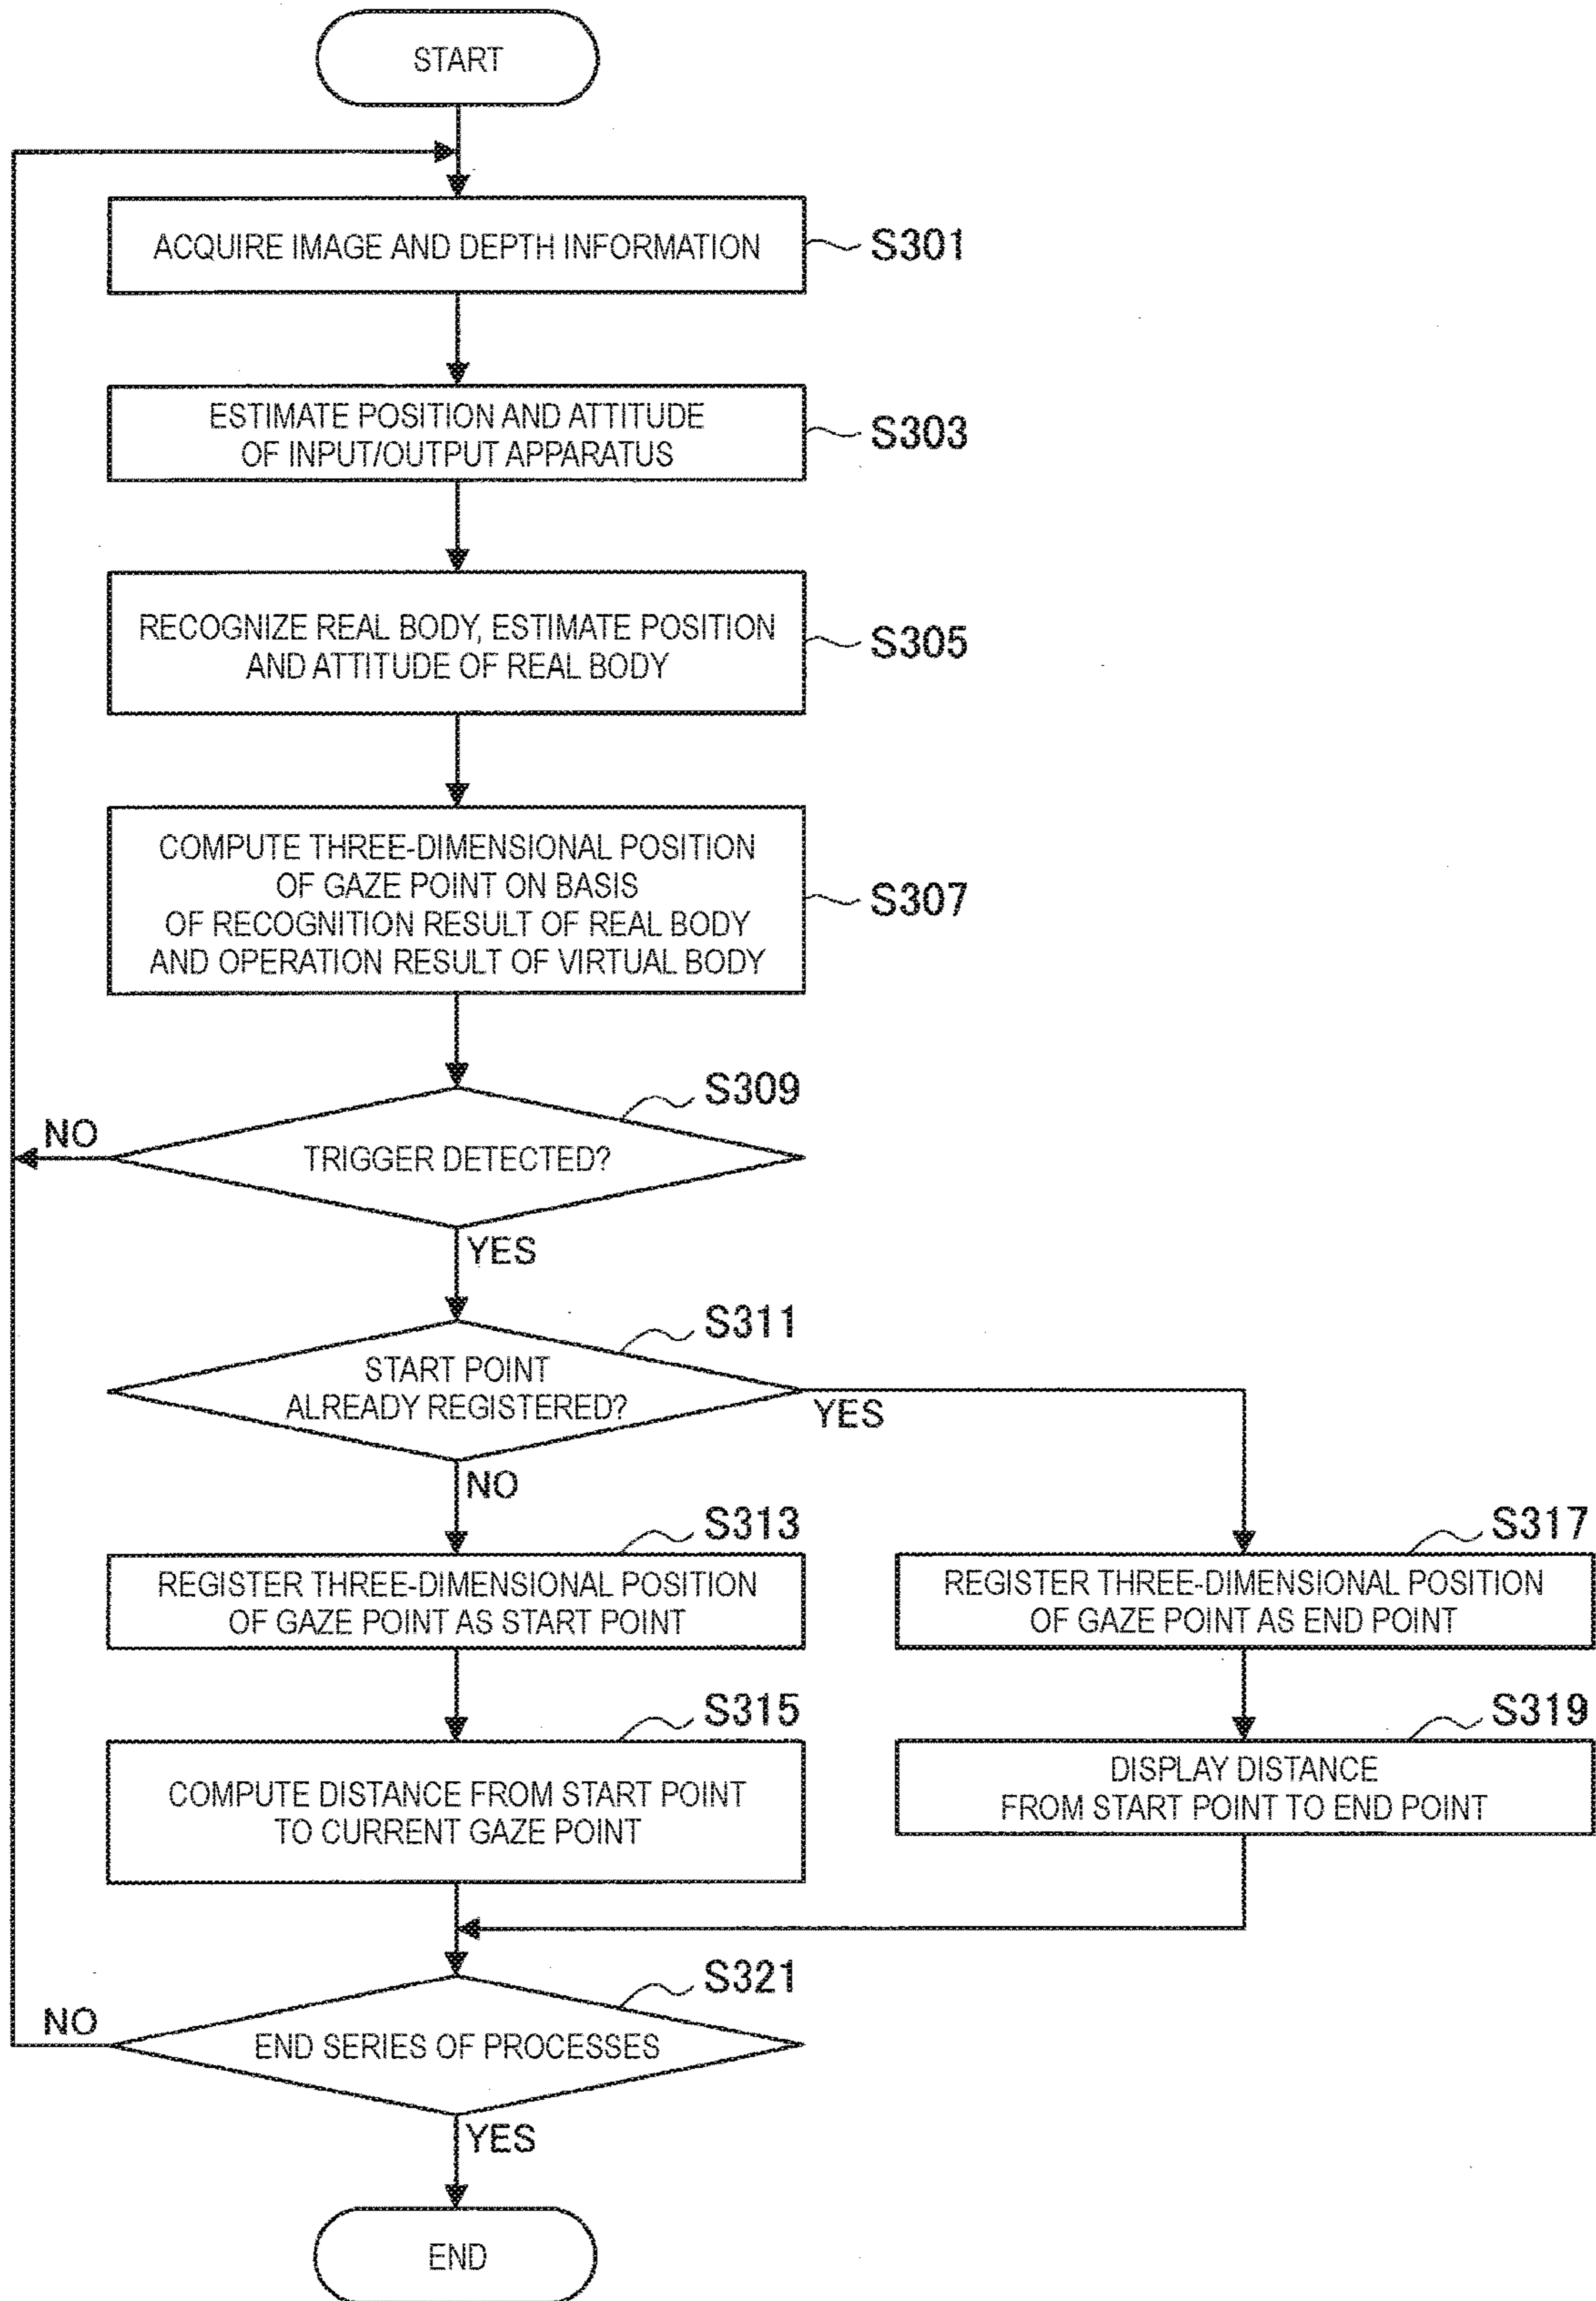 START
ACQUIRE IMAGE AND DEPTH INFORMATION
S301
ESTIMATE POSITION AND ATTITUDE
OF INPUT/OUTPUT APPARATUS
S303
RECOGNIZE REAL BODY, ESTIMATE POSITION
AND ATTITUDE OF REAL BODY
S305
COMPUTE THREE-DIMENSIONAL POSITION
OF GAZE POINT ON BASIS
OF RECOGNITION RESULT OF REAL BODY
AND OPERATION RESULT OF VIRTUAL BODY
S307
S309
NO
TRIGGER DETECTED?
YES
S311
START POINT
ALREADY REGISTERED?
YES
NO
S313
REGISTER THREE-DIMENSIONAL POSITION
OF GAZE POINT AS START POINT
S317
REGISTER THREE-DIMENSIONAL POSITION
OF GAZE POINT AS END POINT
S315
COMPUTE DISTANCE FROM START POINT
TO CURRENT GAZE POINT
S319
DISPLAY DISTANCE
FROM START POINT TO END POINT
S321
NO
END SERIES OF PROCESSES
YES
END